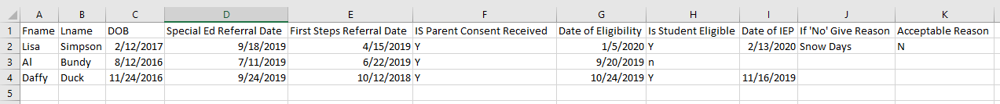 A B C D E F G H I J K
1 Fname Lname DOB Special Ed Referral Date First Steps Referral Date IS Parent Consent Received Date of Eligibility Is Student Eligible Date of IEP If 'No' Give Reason Acceptable Reason
2 Lisa Simpson 2/12/2017 9/18/2019 4/15/2019 Y 1/5/2020 Y 2/13/2020 Snow Days N
3 Al Bundy 8/12/2016 7/11/2019 6/22/2019 Y 9/20/2019 n
4 Daffy Duck 11/24/2016 9/24/2019 10/12/2018 Y 10/24/2019 Y 11/16/2019
5